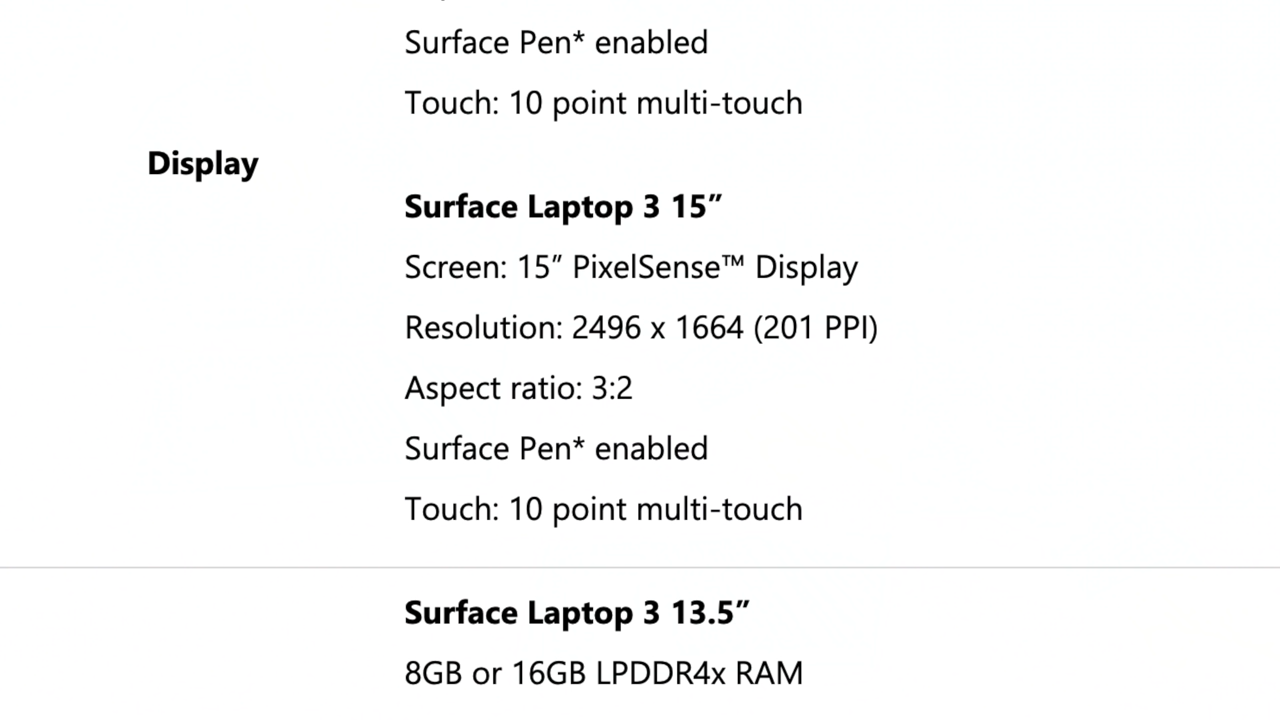 Surface Pen* enabled
Touch: 10 point multi-touch
Display
Surface Laptop 3 15″
Screen: 15″ PixelSense™ Display
Resolution: 2496 x 1664 (201 PPI)
Aspect ratio: 3:2
Surface Pen* enabled
Touch: 10 point multi-touch
Surface Laptop 3 13.5″
8GB or 16GB LPDDR4x RAM